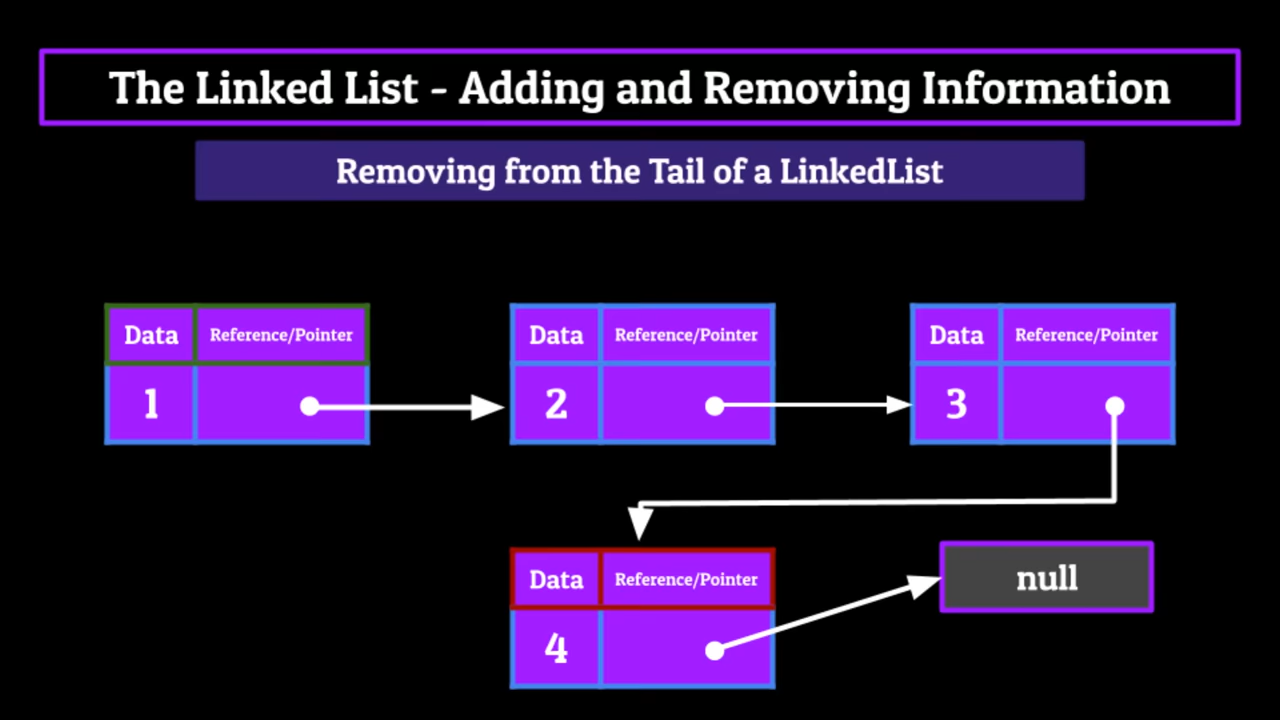 The Linked List - Adding and Removing Information
Removing from the Tail of a LinkedList
Data Reference/Pointer
1
Data Reference/Pointer
2
Data Reference/Pointer
3
Data Reference/Pointer
4
null